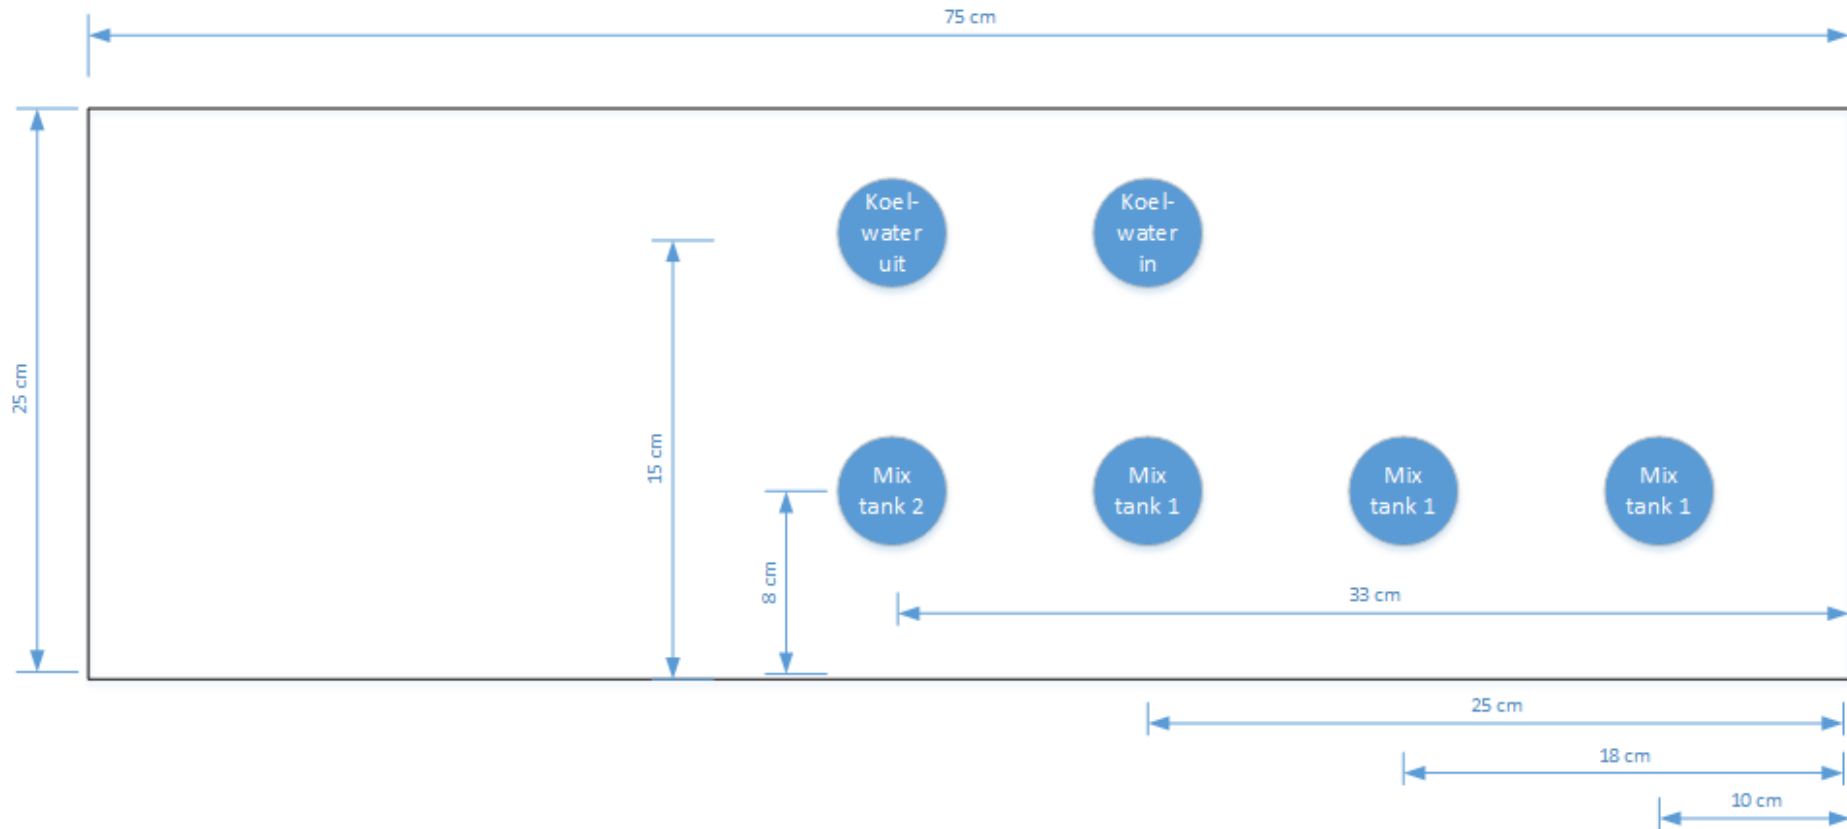 75 cm
Koel-
water
uit
Koel-
water
in
25 cm
15 cm
Mix
tank 2
Mix
tank 1
Mix
tank 1
Mix
tank 1
8 cm
33 cm
25 cm
18 cm
10 cm